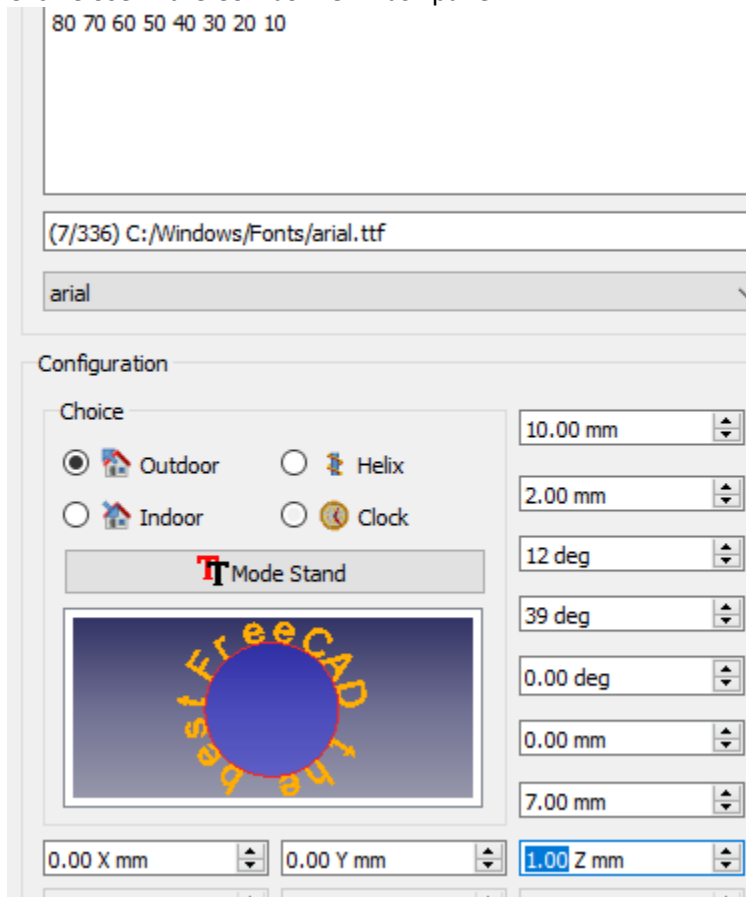 80 70 60 50 40 30 20 10
(7/336) C:/Windows/Fonts/arial.ttf
arial
Configuration
Choice
Outdoor
Helix
Indoor
Clock
TT Mode Stand
FreeCAD the best
10.00 mm
2.00 mm
12 deg
39 deg
0.00 deg
0.00 mm
7.00 mm
0.00 X mm
0.00 Y mm
1.00 Z mm